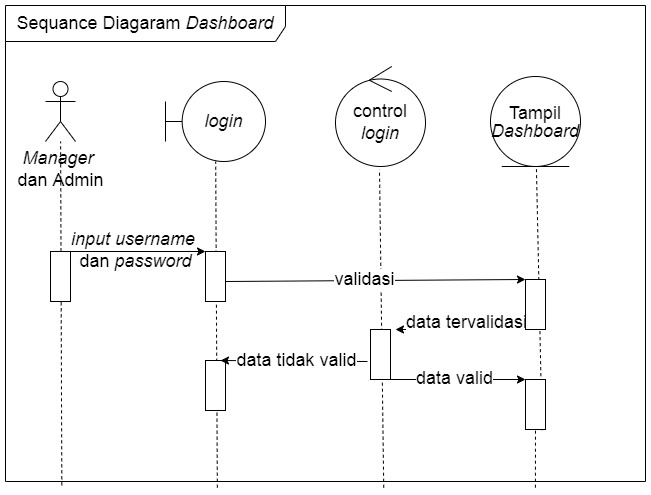 Sequance Diagaram Dashboard
Manager
dan Admin
login
control
login
Tampil
Dashboard
input username
dan password
validasi
data tervalidasi
data tidak valid
data valid